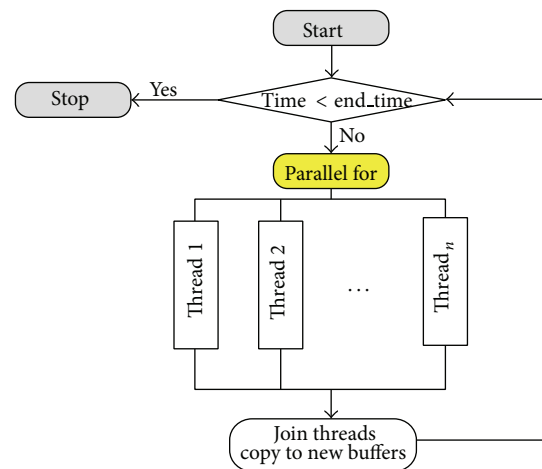 Start
Time < end_time
Yes
Stop
No
Parallel for
Thread 1
Thread 2
...
Thread n
Join threads
copy to new buffers